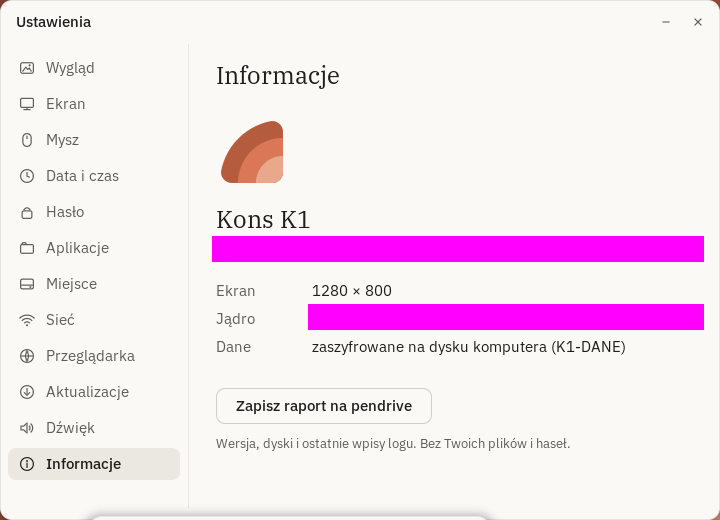 Ustawienia
Wygląd
Ekran
Mysz
Data i czas
Hasło
Aplikacje
Miejsce
Sieć
Przeglądarka
Aktualizacje
Dźwięk
Informacje
Informacje
Kons K1
Ekran 1280 × 800
Jądro
Dane zaszyfrowane na dysku komputera (K1-DANE)
Zapisz raport na pendrive
Wersja, dyski i ostatnie wpisy logu. Bez Twoich plików i haseł.